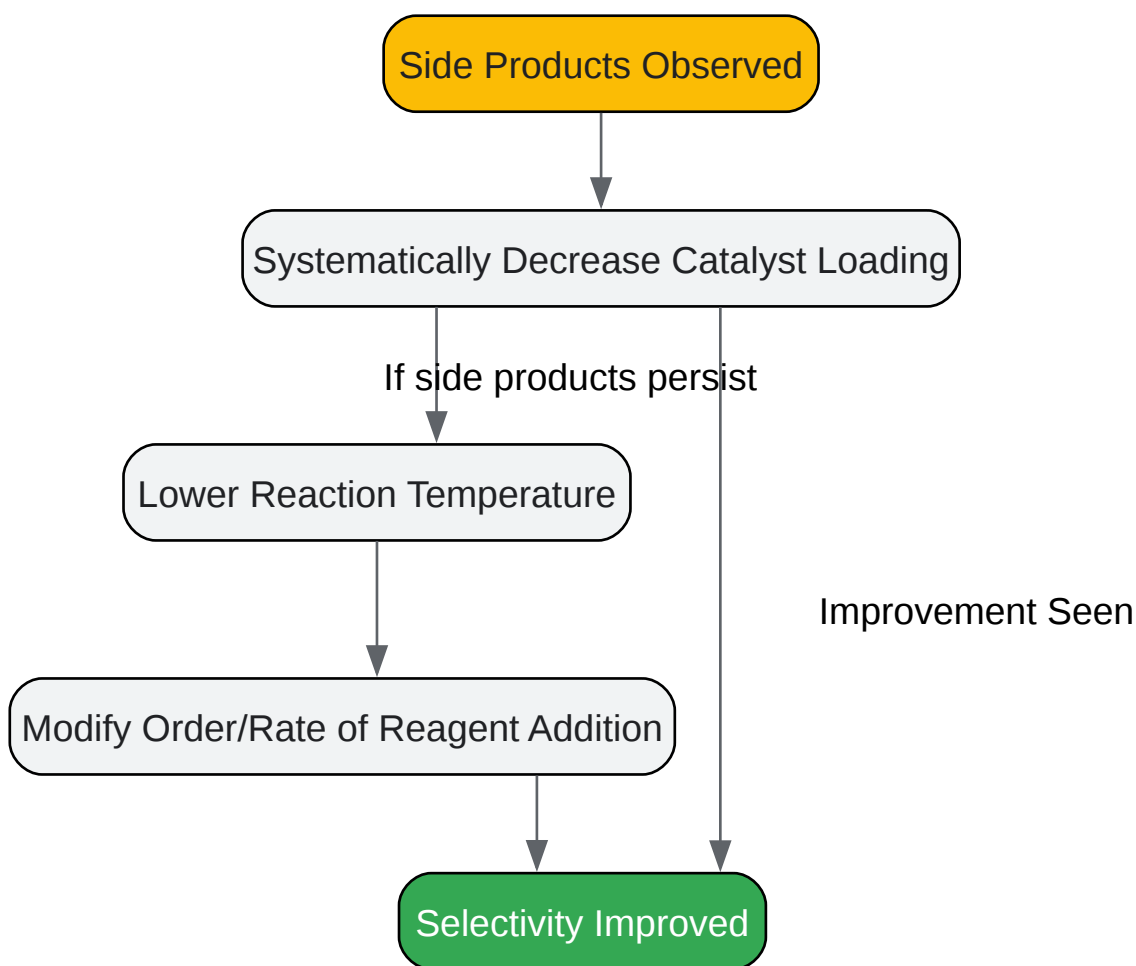 Side Products Observed
Systematically Decrease Catalyst Loading
If side products persist
Lower Reaction Temperature
Improvement Seen
Modify Order/Rate of Reagent Addition
Selectivity Improved